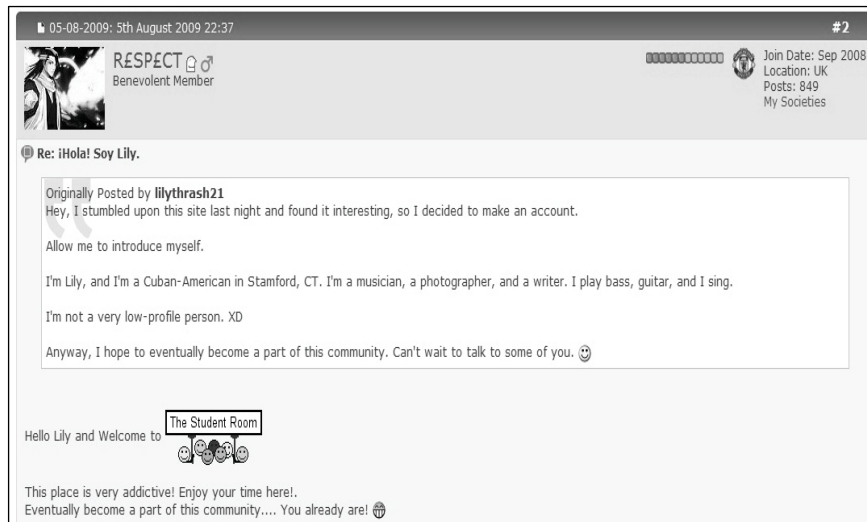 05-08-2009: 5th August 2009 22:37 #2
R£SP£CT
Benevolent Member
Join Date: Sep 2008
Location: UK
Posts: 849
My Societies
Re: ¡Hola! Soy Lily.
Originally Posted by lilythrash21
Hey, I stumbled upon this site last night and found it interesting, so I decided to make an account.
Allow me to introduce myself.
I'm Lily, and I'm a Cuban-American in Stamford, CT. I'm a musician, a photographer, and a writer. I play bass, guitar, and I sing.
I'm not a very low-profile person. XD
Anyway, I hope to eventually become a part of this community. Can't wait to talk to some of you.
Hello Lily and Welcome to The Student Room
This place is very addictive! Enjoy your time here!.
Eventually become a part of this community.... You already are!